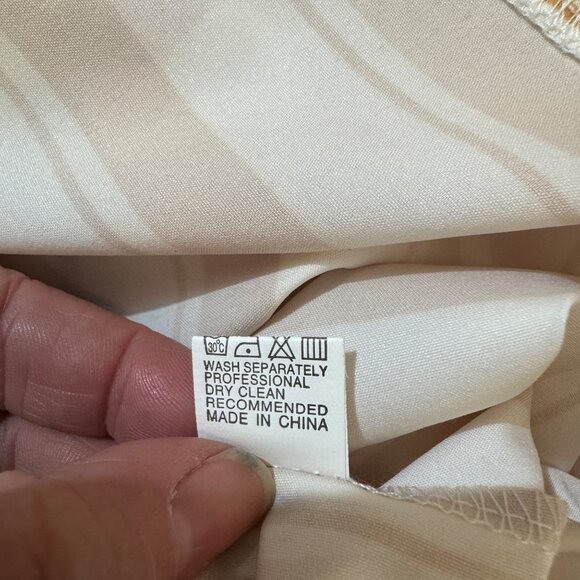 30°C
WASH SEPARATELY
PROFESSIONAL
DRY CLEAN
RECOMMENDED
MADE IN CHINA